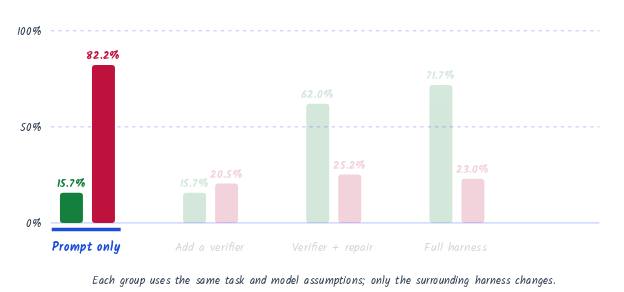 100%
82.2%
71.7%
62.0%
50%
15.7%
15.7% 20.5%
25.2%
23.0%
0%
Prompt only
Add a verifier
Verifier + repair
Full harness
Each group uses the same task and model assumptions; only the surrounding harness changes.